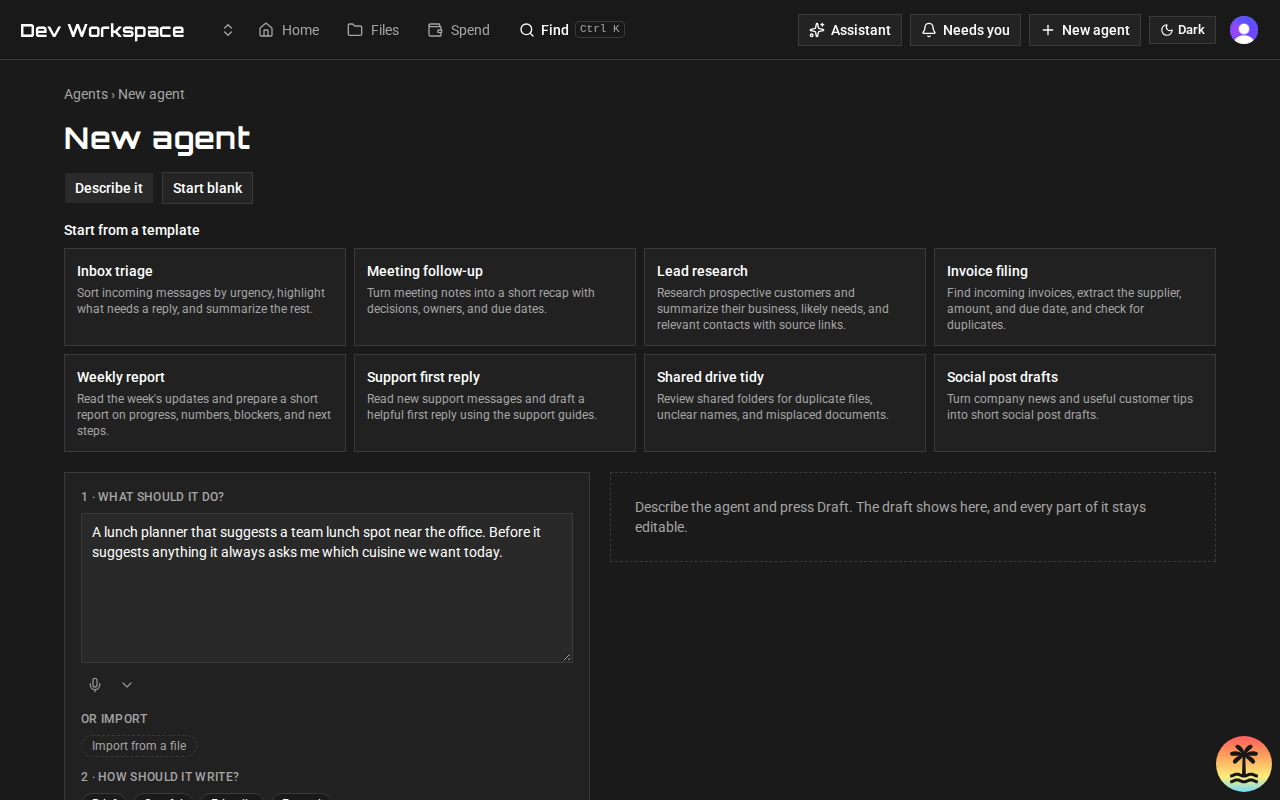 Dev Workspace
Home
Files
Spend
Find Ctrl K
Assistant
Needs you
New agent
Dark
Agents › New agent
New agent
Describe it
Start blank
Start from a template
Inbox triage
Sort incoming messages by urgency, highlight
what needs a reply, and summarize the rest.
Meeting follow-up
Turn meeting notes into a short recap with
decisions, owners, and due dates.
Lead research
Research prospective customers and
summarize their business, likely needs, and
relevant contacts with source links.
Invoice filing
Find incoming invoices, extract the supplier,
amount, and due date, and check for
duplicates.
Weekly report
Read the week's updates and prepare a short
report on progress, numbers, blockers, and next
steps.
Support first reply
Read new support messages and draft a
helpful first reply using the support guides.
Shared drive tidy
Review shared folders for duplicate files,
unclear names, and misplaced documents.
Social post drafts
Turn company news and useful customer tips
into short social post drafts.
1 · WHAT SHOULD IT DO?
A lunch planner that suggests a team lunch spot near the office. Before it
suggests anything it always asks me which cuisine we want today.
OR IMPORT
Import from a file
2 · HOW SHOULD IT WRITE?
Describe the agent and press Draft. The draft shows here, and every part of it stays
editable.